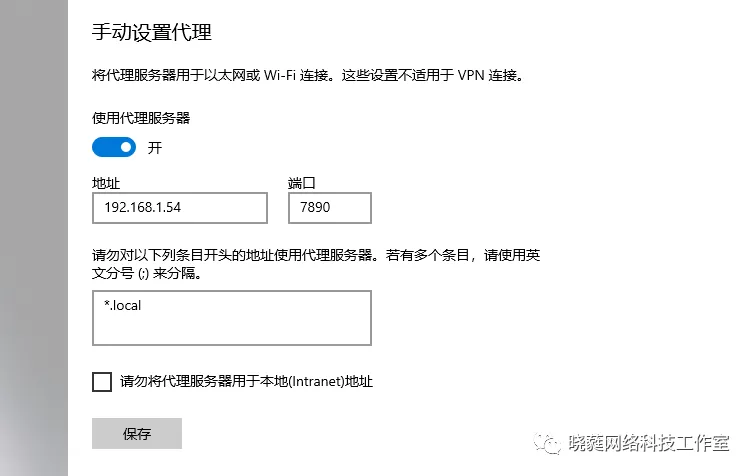 手动设置代理
将代理服务器用于以太网或 Wi-Fi 连接。这些设置不适用于 VPN 连接。
使用代理服务器
开
地址 端口
192.168.1.54 7890
请勿对以下列条目开头的地址使用代理服务器。若有多个条目，请使用英
文分号 (;) 来分隔。
*.local
请勿将代理服务器用于本地(Intranet)地址
保存
晓蕤网络科技工作室